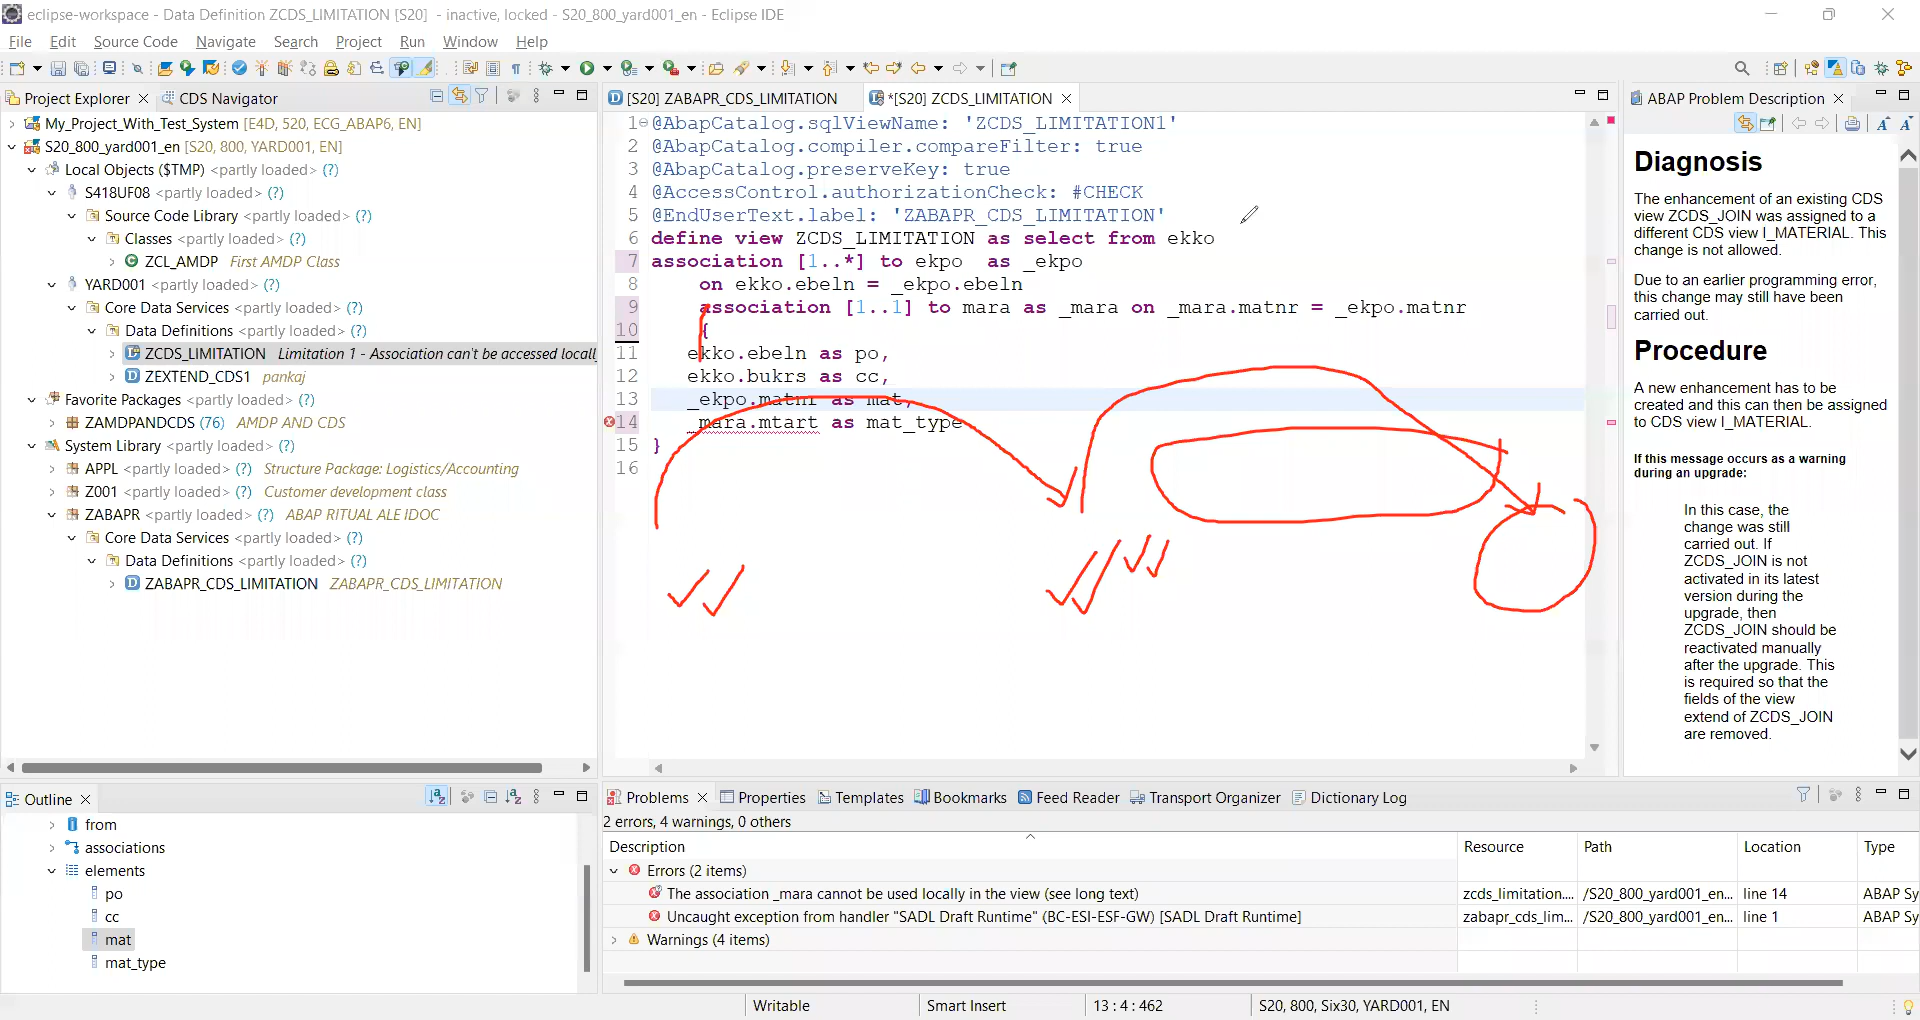 eclipse-workspace - Data Definition ZCDS_LIMITATION [S20] - inactive, locked - S20_800_yard001_en - Eclipse IDE
File Edit Source Code Navigate Search Project Run Window Help
Project Explorer CDS Navigator
My_Project_With_Test_System [E4D, 520, ECG_ABAP6, EN]
S20_800_yard001_en [S20, 800, YARD001, EN]
Local Objects ($TMP) <partly loaded> (?)
S418UF08 <partly loaded> (?)
Source Code Library <partly loaded> (?)
Classes <partly loaded> (?)
ZCL_AMDP First AMDP Class
YARD001 <partly loaded> (?)
Core Data Services <partly loaded> (?)
Data Definitions <partly loaded> (?)
ZCDS_LIMITATION Limitation 1 - Association can't be accessed locall
ZEXTEND_CDS1 pankaj
Favorite Packages <partly loaded> (?)
ZAMDPANDCDS (76) AMDP AND CDS
System Library <partly loaded> (?)
APPL <partly loaded> (?) Structure Package: Logistics/Accounting
Z001 <partly loaded> (?) Customer development class
ZABAPR <partly loaded> (?) ABAP RITUAL ALE IDOC
Core Data Services <partly loaded> (?)
Data Definitions <partly loaded> (?)
ZABAPR_CDS_LIMITATION ZABAPR_CDS_LIMITATION
[S20] ZABAPR_CDS_LIMITATION *[S20] ZCDS_LIMITATION
1 @AbapCatalog.sqlViewName: 'ZCDS_LIMITATION1'
2 @AbapCatalog.compiler.compareFilter: true
3 @AbapCatalog.preserveKey: true
4 @AccessControl.authorizationCheck: #CHECK
5 @EndUserText.label: 'ZABAPR_CDS_LIMITATION'
6 define view ZCDS_LIMITATION as select from ekko
7 association [1..*] to ekpo as _ekpo
8 on ekko.ebeln = _ekpo.ebeln
9 association [1..1] to mara as _mara on _mara.matnr = _ekpo.matnr
10 {
11 ekko.ebeln as po,
12 ekko.bukrs as cc,
13 _ekpo.matnr as mat,
14 _mara.mtart as mat_type
15 }
16
ABAP Problem Description
Diagnosis
The enhancement of an existing CDS
view ZCDS_JOIN was assigned to a
different CDS view I_MATERIAL. This
change is not allowed.
Due to an earlier programming error,
this change may still have been
carried out.
Procedure
A new enhancement has to be
created and this can then be assigned
to CDS view I_MATERIAL.
If this message occurs as a warning
during an upgrade:
In this case, the
change was still
carried out. If
ZCDS_JOIN is not
activated in its latest
version during the
upgrade, then
ZCDS_JOIN should be
reactivated manually
after the upgrade. This
is required so that the
fields of the view
extend of ZCDS_JOIN
are removed.
Outline
from
associations
elements
po
cc
mat
mat_type
Problems Properties Templates Bookmarks Feed Reader Transport Organizer Dictionary Log
2 errors, 4 warnings, 0 others
Description Resource Path Location Type
Errors (2 items)
The association _mara cannot be used locally in the view (see long text) zcds_limitation.... /S20_800_yard001_en... line 14 ABAP Sy
Uncaught exception from handler "SADL Draft Runtime" (BC-ESI-ESF-GW) [SADL Draft Runtime] zabapr_cds_lim... /S20_800_yard001_en... line 1 ABAP Sy
Warnings (4 items)
Writable Smart Insert 13 : 4 : 462 S20, 800, Six30, YARD001, EN